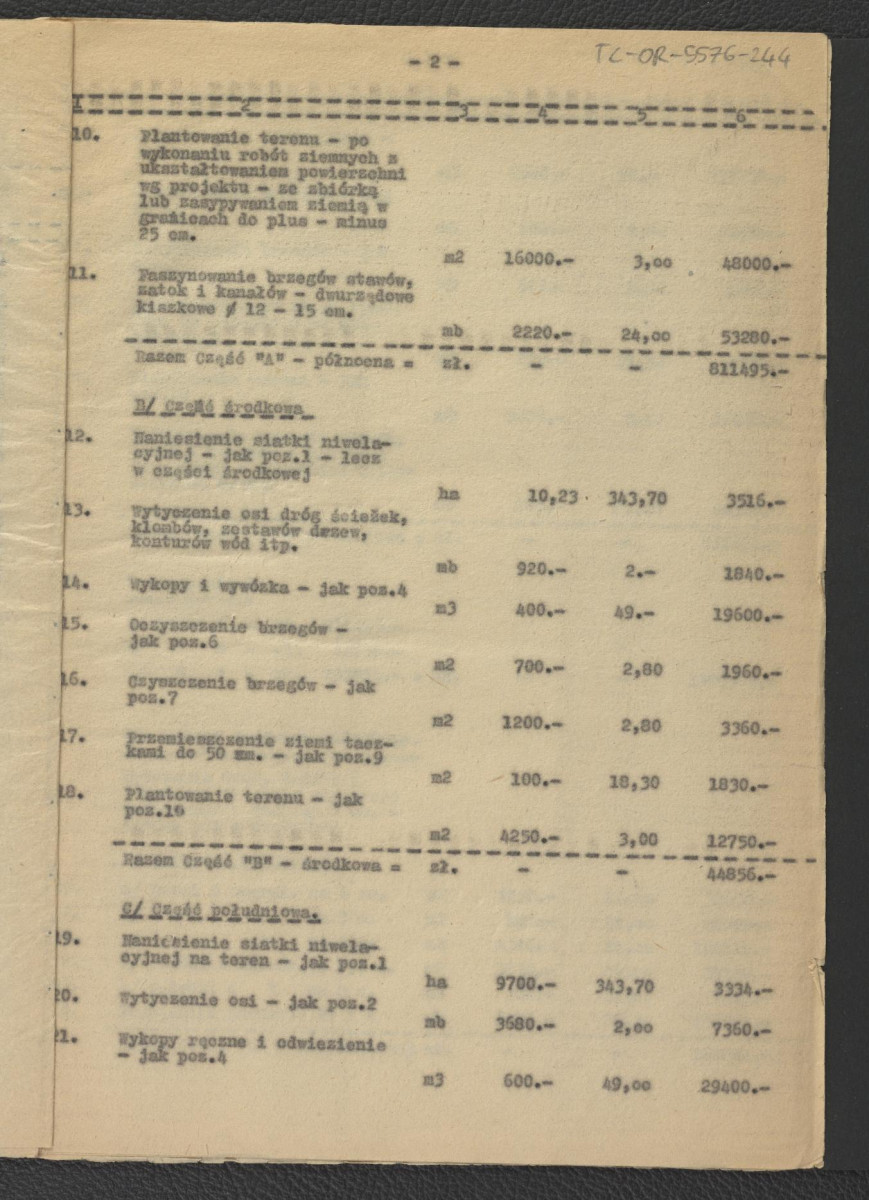 - 2 -
TL-OR-5576-244
1 2 3 4 5 6
10. Plantowanie terenu - po
wykonaniu robót ziemnych z
ukształtowaniem powierzchni
wg projektu - ze zbiórką
lub zasypywaniem ziemią w
granicach do plus - minus
25 cm.
m2 16000.- 3,00 48000.-
11. Faszynowanie brzegów stawów,
zatok i kanałów - dwurzędowe
kiszkowe ø 12 - 15 cm.
mb 2220.- 24,00 53280.-
Razem Część "A" - północna = zł. - - 811495.-
B/ Część środkowa
12. Naniesienie siatki niwela-
cyjnej - jak poz.1 - lecz
w części środkowej
ha 10,23 343,70 3516.-
13. Wytyczenie osi dróg ścieżek,
klombów, zestawów drzew,
konturów wód itp.
mb 920.- 2.- 1840.-
14. Wykopy i wywózka - jak poz.4
m3 400.- 49.- 19600.-
15. Oczyszczenie brzegów -
jak poz.6
m2 700.- 2,80 1960.-
16. Czyszczenie brzegów - jak
poz.7
m2 1200.- 2,80 3360.-
17. Przemieszczenie ziemi tacz-
kami do 50 m. - jak poz.9
m2 100.- 18,30 1830.-
18. Plantowanie terenu - jak
poz.10
m2 4250.- 3,00 12750.-
Razem Część "B" - środkowa = zł. - - 44856.-
C/ Część południowa.
19. Naniesienie siatki niwela-
cyjnej na teren - jak poz.1
ha 9700.- 343,70 3334.-
20. Wytyczenie osi - jak poz.2
mb 3680.- 2,00 7360.-
21. Wykopy ręczne i odwiezienie
- jak poz.4
m3 600.- 49,00 29400.-